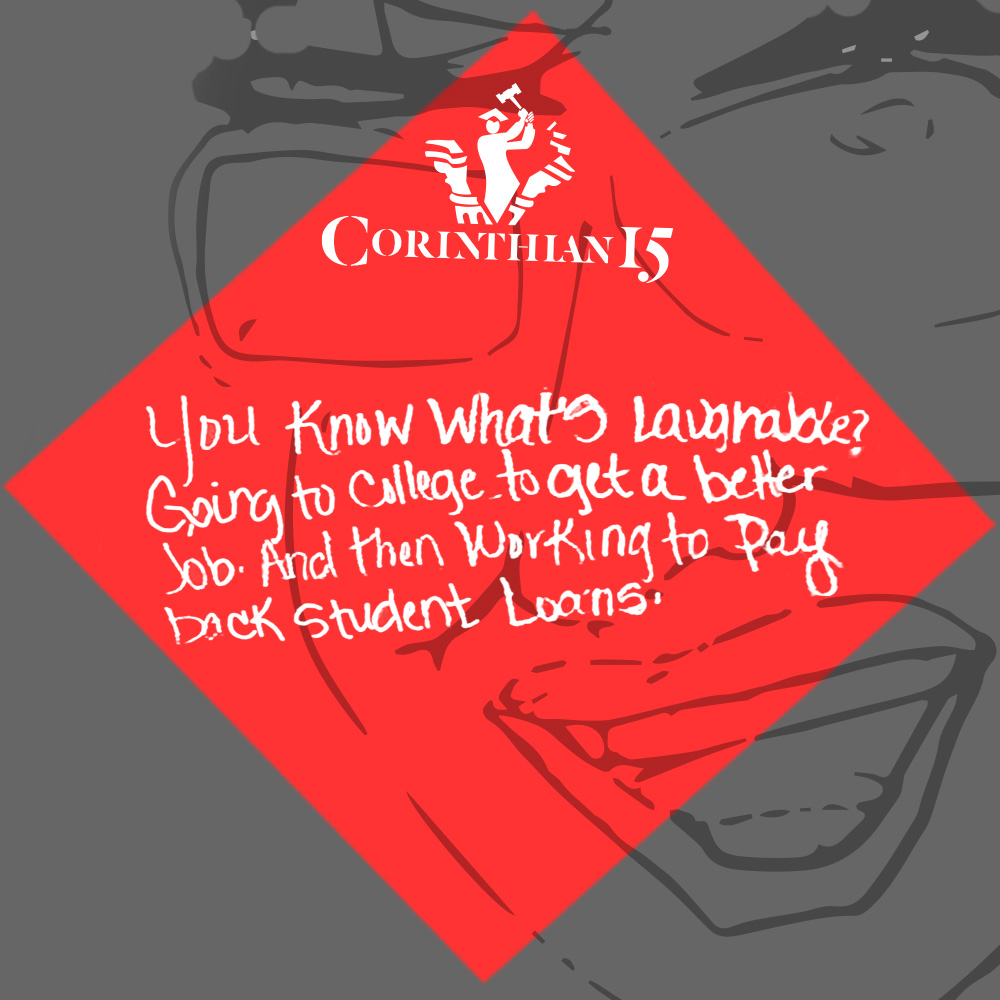 CORINTHIAN 15
You Know What's Laughable?
Going to College to get a better
Job. And then Working to Pay
back Student Loans.